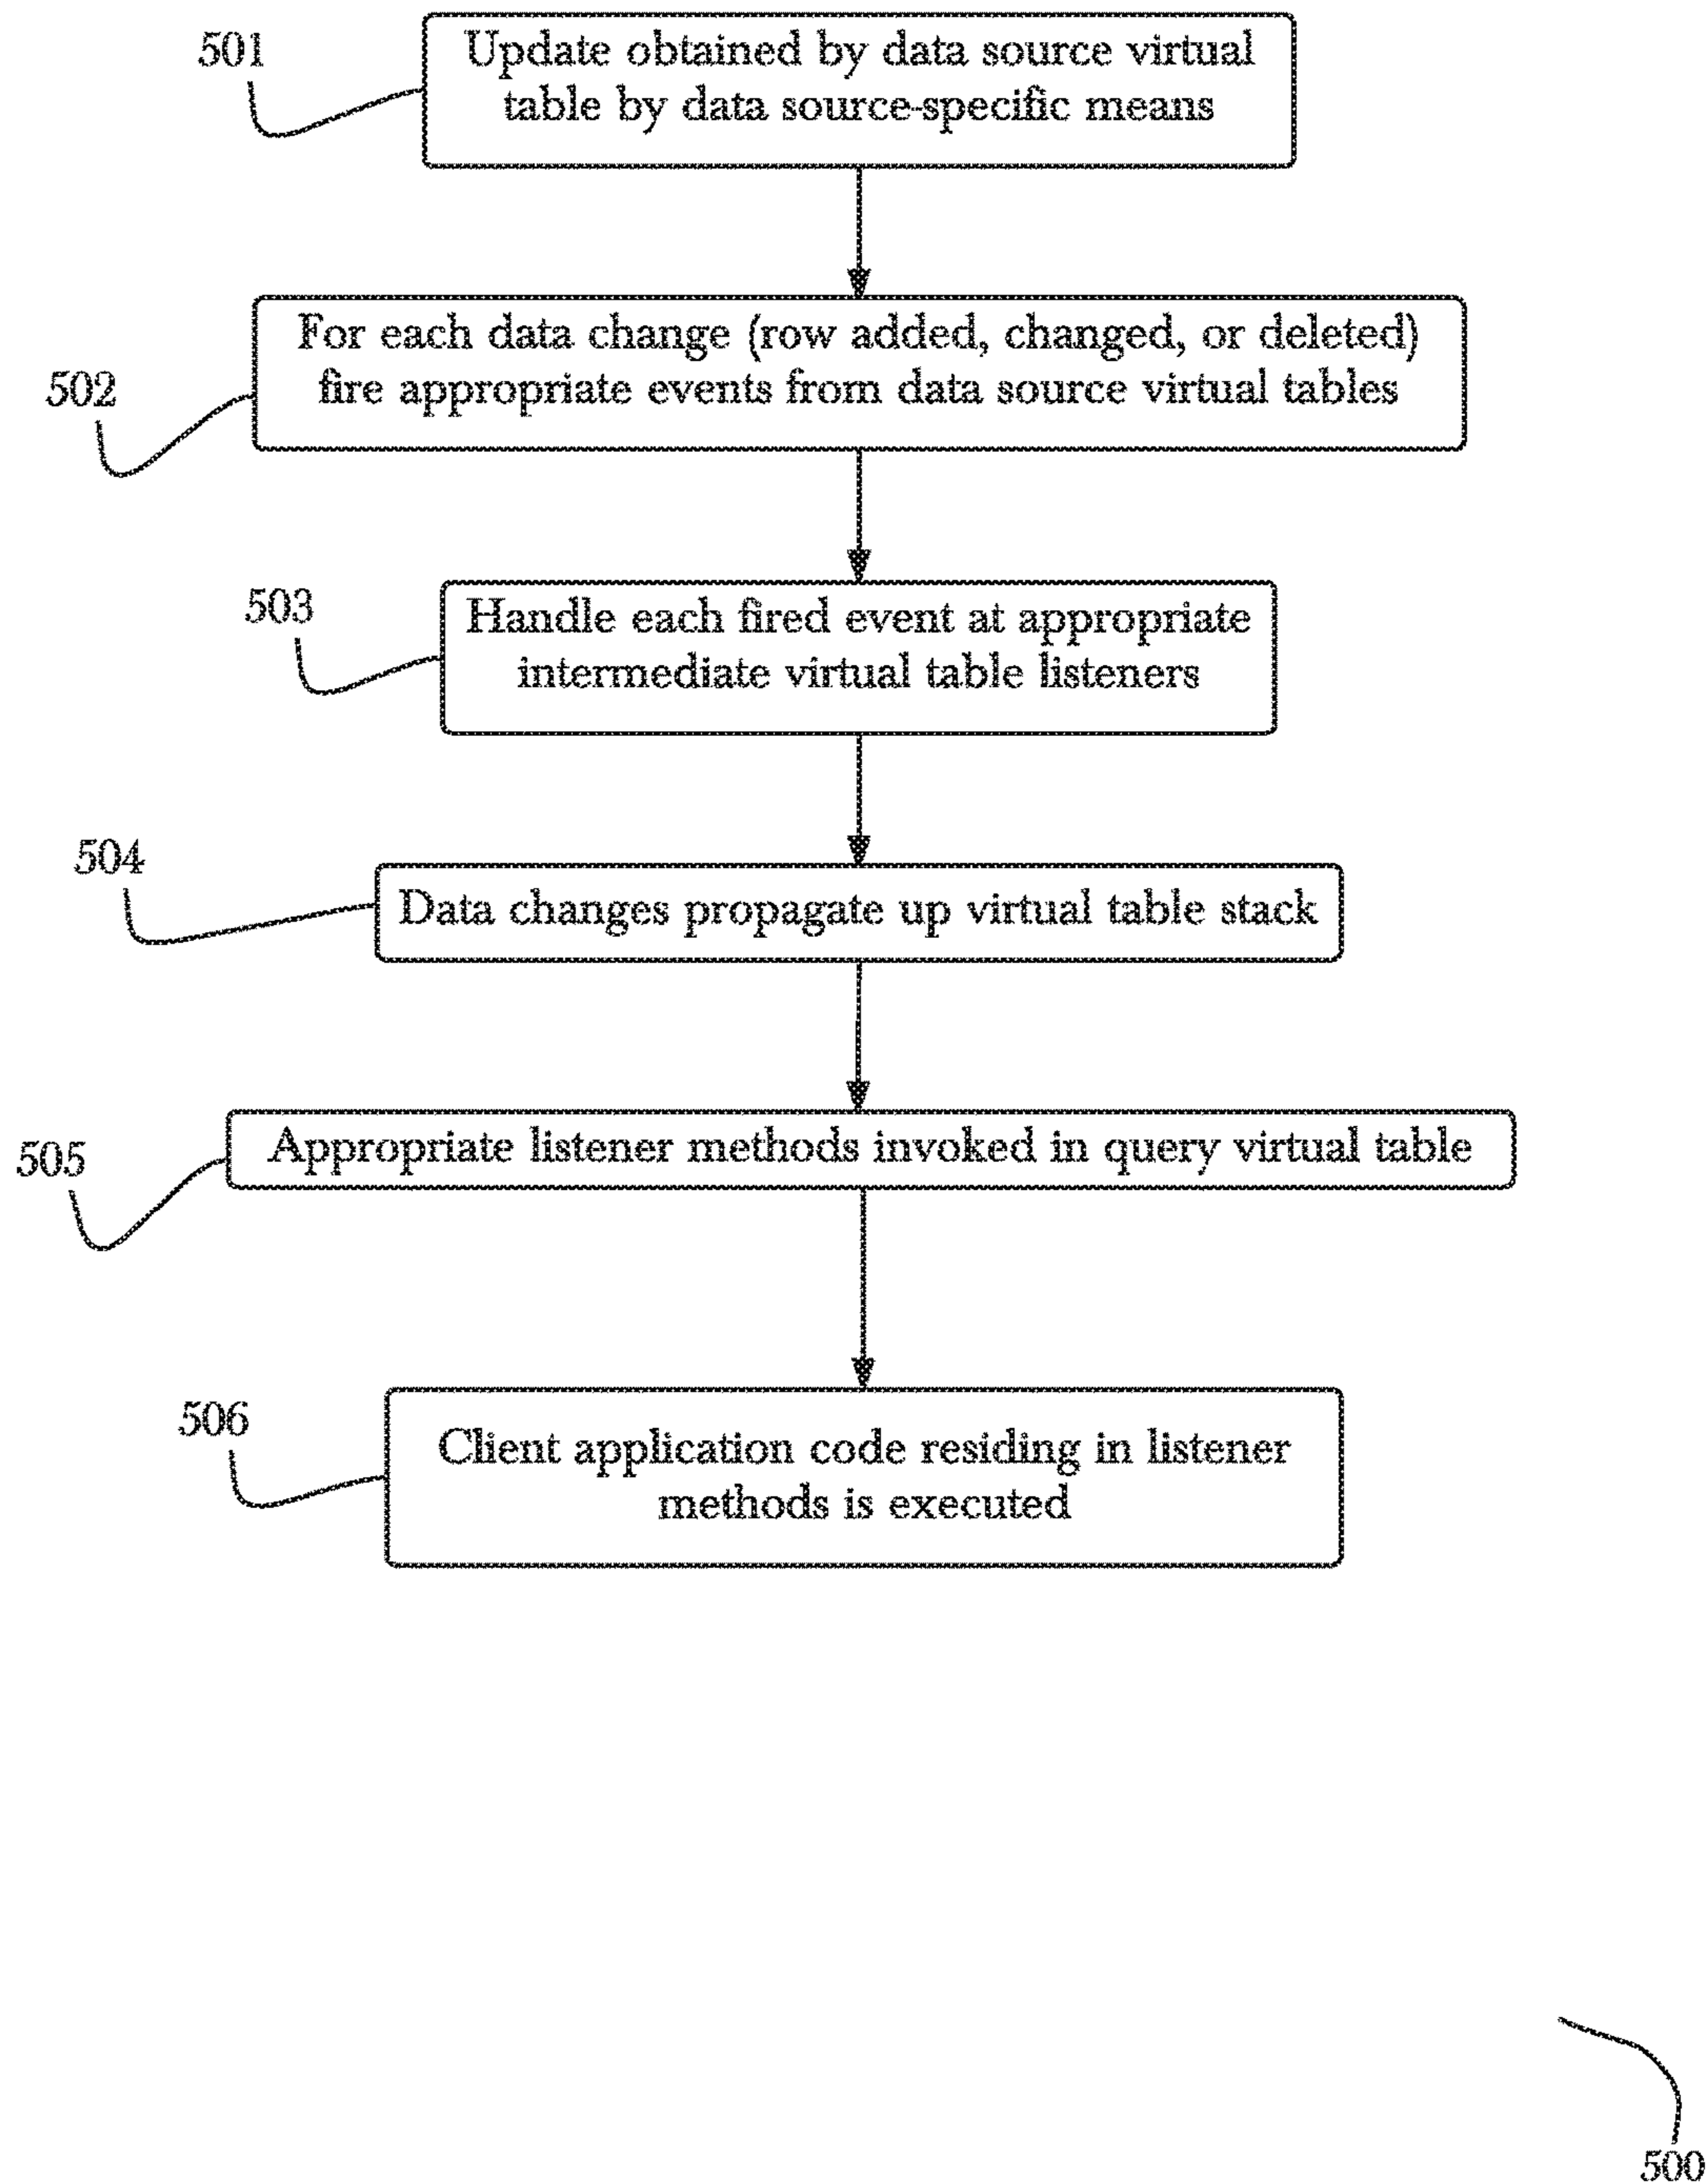 501
Update obtained by data source virtual
table by data source-specific means
502
For each data change (row added, changed, or deleted)
fire appropriate events from data source virtual tables
503
Handle each fired event at appropriate
intermediate virtual table listeners
504
Data changes propagate up virtual table stack
505
Appropriate listener methods invoked in query virtual table
506
Client application code residing in listener
methods is executed
500